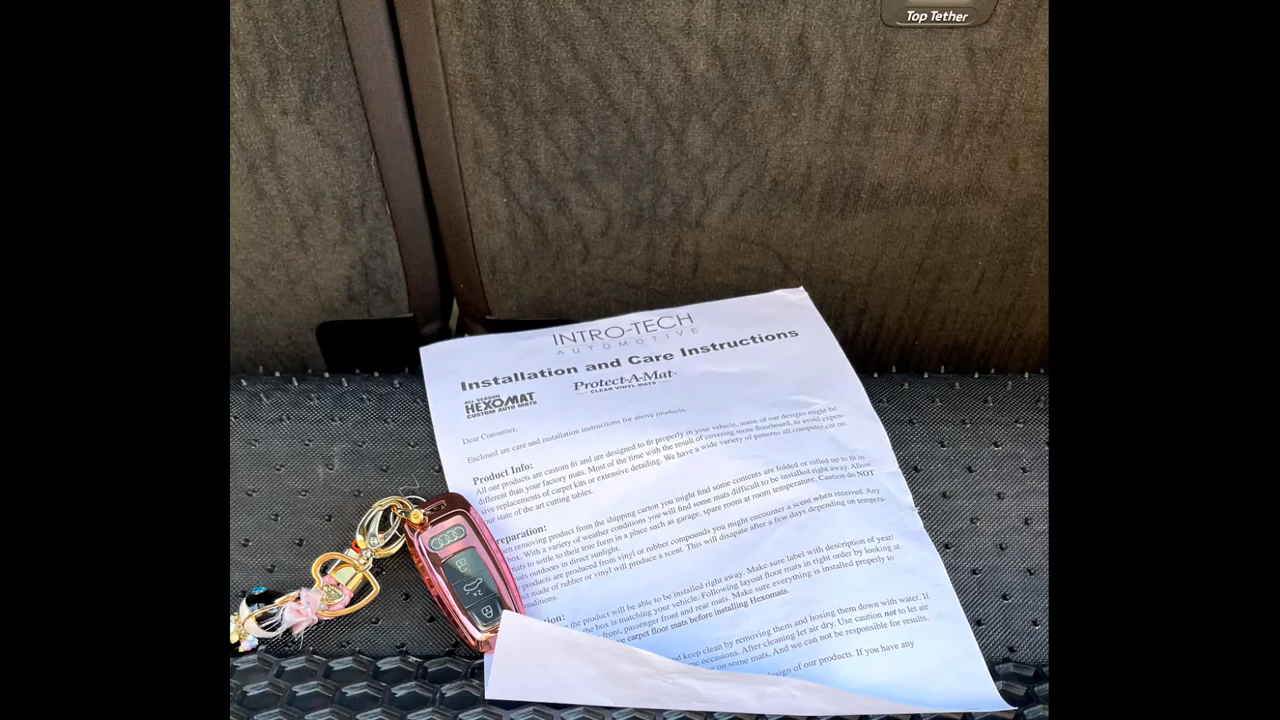 Top Tether
INTRO-TECH
AUTOMOTIVE
Installation and Care Instructions
Protect-A-Mat
CLEAR VINYL MATS
ALL SEASON
HEXOMAT
CUSTOM AUTO MATS
Dear Consumer,
Enclosed are care and installation instructions for above products.
Product Info:
All our products are custom fit and are designed to fit properly in your vehicle, some of our designs might be
different than your factory mats. Most of the time with the result of covering more floorboard, to avoid expen-
sive replacements of carpet kits or extensive detailing. We have a wide variety of patterns all computer cut on
our state of the art cutting tables.
reparation:
en removing product from the shipping carton you might find some contents are folded or rolled up to fit in
box. With a variety of weather conditions you will find some mats difficult to be installed right away. Allow
mats to settle to their true form in a place such as garage, spare room at room temperature. Caution do NOT
mats outdoors in direct sunlight.
products are produced from vinyl or rubber compounds you might encounter a scent when received. Any
ct made of rubber or vinyl will produce a scent. This will disapate after a few days depending on tempera-
onditions.
tion:
the product will be able to be installed right away. Make sure label with description of year/
the box is matching your vehicle. Following layout floor mats in right order by looking at
front, passenger front and rear mats. Make sure everything is installed properly to
carpet floor mats before installing Hexomats.
nd keep clean by removing them and hosing them down with water. If
me occasions. After cleaning let air dry. Use caution not to let air
on some mats. And we can not be responsible for results.
design of our products. If you have any